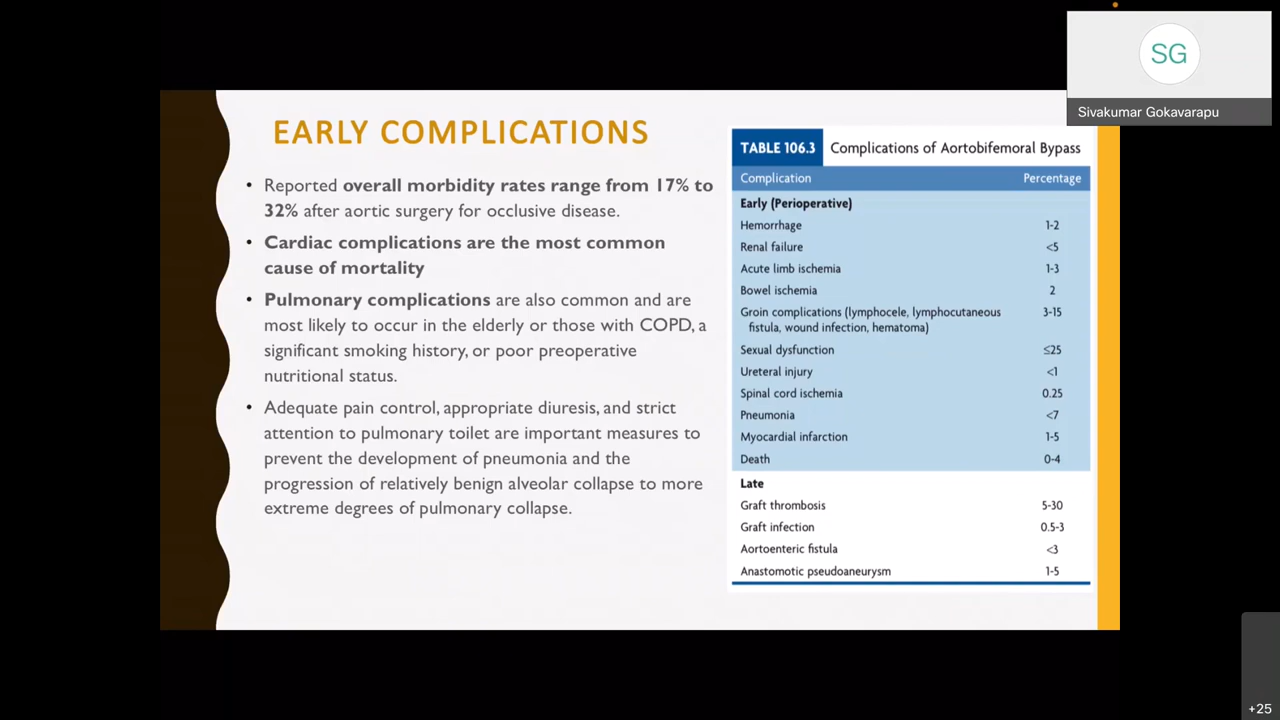 SG
Sivakumar Gokavarapu
EARLY COMPLICATIONS
• Reported overall morbidity rates range from 17% to
32% after aortic surgery for occlusive disease.
• Cardiac complications are the most common
cause of mortality
• Pulmonary complications are also common and are
most likely to occur in the elderly or those with COPD, a
significant smoking history, or poor preoperative
nutritional status.
• Adequate pain control, appropriate diuresis, and strict
attention to pulmonary toilet are important measures to
prevent the development of pneumonia and the
progression of relatively benign alveolar collapse to more
extreme degrees of pulmonary collapse.
TABLE 106.3 Complications of Aortobifemoral Bypass
Complication Percentage
Early (Perioperative)
Hemorrhage 1-2
Renal failure <5
Acute limb ischemia 1-3
Bowel ischemia 2
Groin complications (lymphocele, lymphocutaneous 3-15
fistula, wound infection, hematoma)
Sexual dysfunction ≤25
Ureteral injury <1
Spinal cord ischemia 0.25
Pneumonia <7
Myocardial infarction 1-5
Death 0-4
Late
Graft thrombosis 5-30
Graft infection 0.5-3
Aortoenteric fistula <3
Anastomotic pseudoaneurysm 1-5
+25